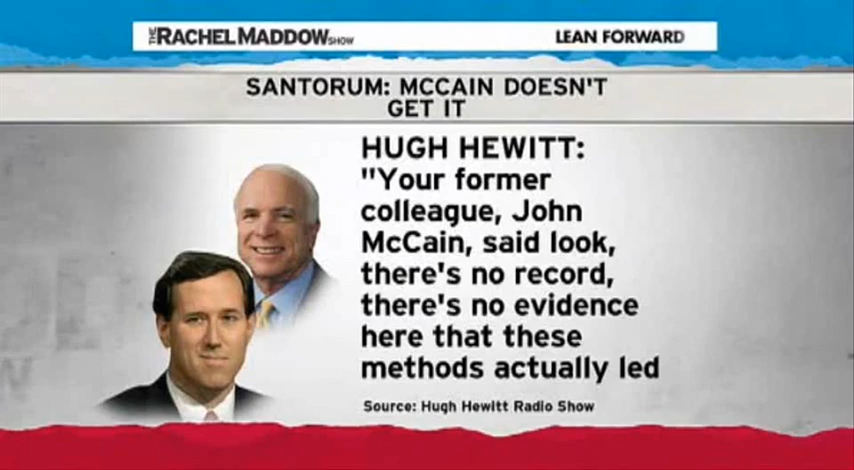 THE RACHEL MADDOW SHOW LEAN FORWARD
SANTORUM: MCCAIN DOESN'T
GET IT
HUGH HEWITT:
"Your former
colleague, John
McCain, said look,
there's no record,
there's no evidence
here that these
methods actually led
Source: Hugh Hewitt Radio Show